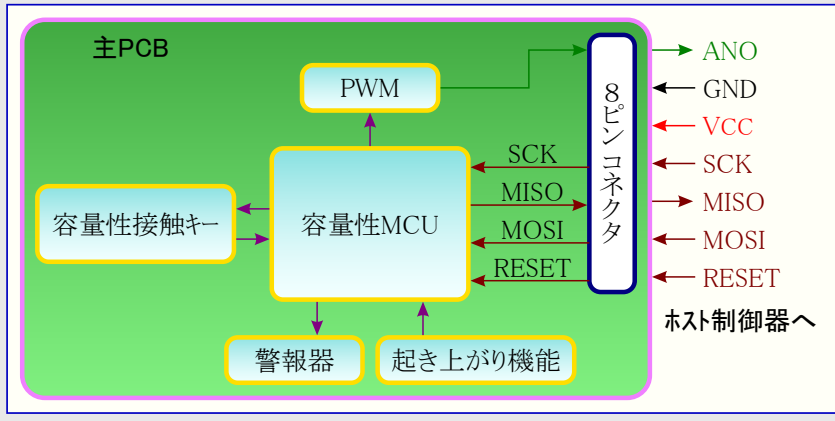 主PCB
PWM
容量性接触キー
容量性MCU
警報器
起き上がり機能
SCK
MISO
MOSI
RESET
8ピンコネクタ
ANO
GND
VCC
SCK
MISO
MOSI
RESET
ホスト制御器へ